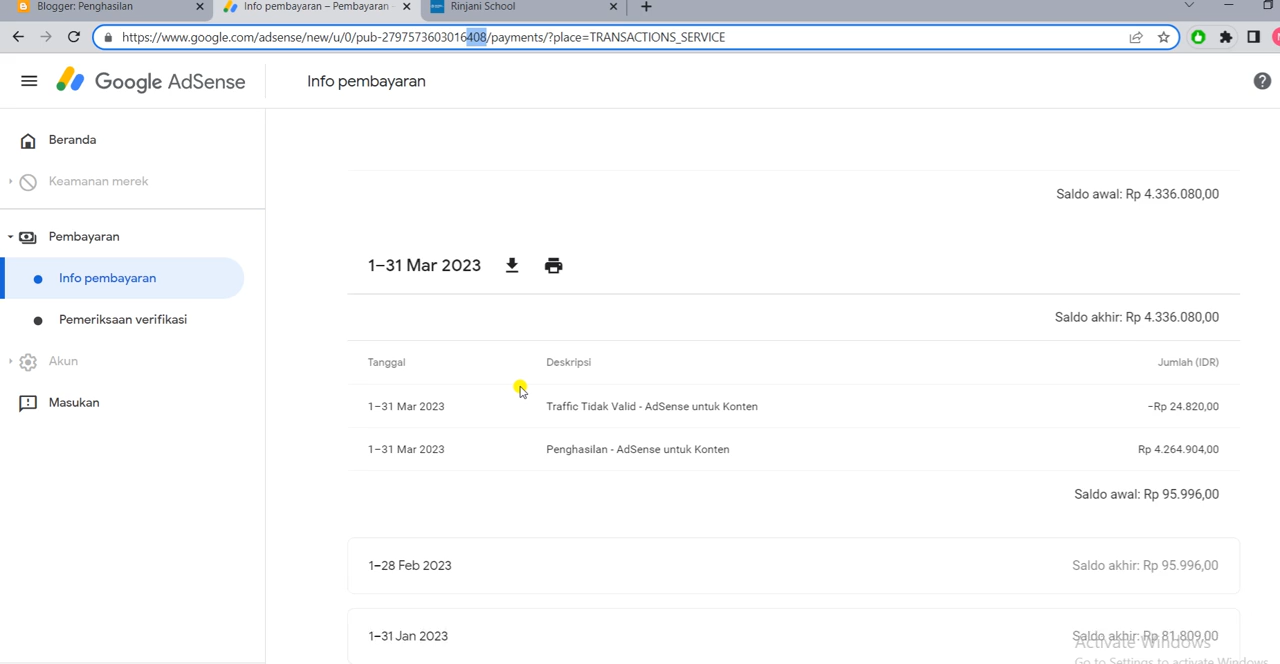 Blogger: Penghasilan
Info pembayaran – Pembayaran -
Rinjani School
https://www.google.com/adsense/new/u/0/pub-2797573603016408/payments/?place=TRANSACTIONS_SERVICE
Google AdSense
Info pembayaran
Beranda
Keamanan merek
Pembayaran
Info pembayaran
Pemeriksaan verifikasi
Akun
Masukan
Saldo awal: Rp 4.336.080,00
1–31 Mar 2023
Saldo akhir: Rp 4.336.080,00
Tanggal Deskripsi Jumlah (IDR)
1–31 Mar 2023 Traffic Tidak Valid - AdSense untuk Konten -Rp 24.820,00
1–31 Mar 2023 Penghasilan - AdSense untuk Konten Rp 4.264.904,00
Saldo awal: Rp 95.996,00
1–28 Feb 2023 Saldo akhir: Rp 95.996,00
1–31 Jan 2023 Saldo akhir: Rp 81.809,00
Activate Windows
Go to Settings to activate Windows